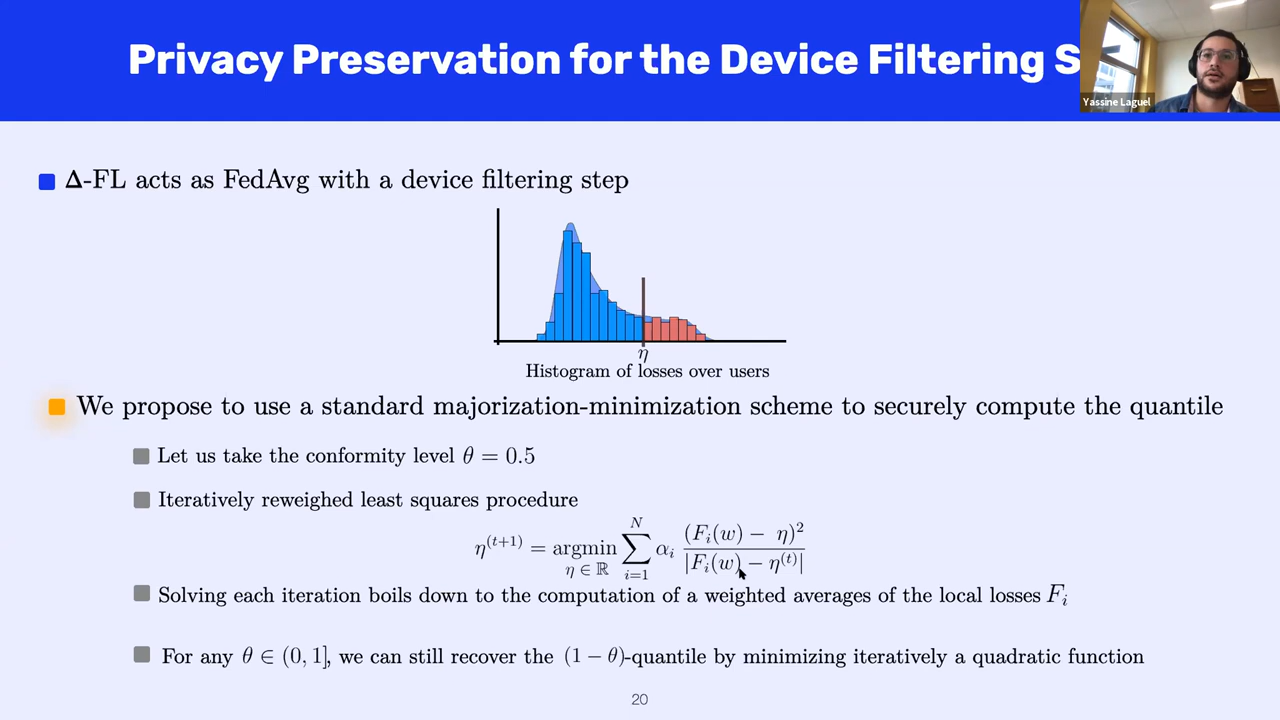 Privacy Preservation for the Device Filtering S
Yassine Laguel
Δ-FL acts as FedAvg with a device filtering step
η
Histogram of losses over users
We propose to use a standard majorization-minimization scheme to securely compute the quantile
Let us take the conformity level θ = 0.5
Iteratively reweighed least squares procedure
η^{(t+1)} = argmin_{η ∈ ℝ} ∑_{i=1}^{N} α_i (F_i(w) − η)² / |F_i(w) − η^{(t)}|
Solving each iteration boils down to the computation of a weighted averages of the local losses F_i
For any θ ∈ (0, 1], we can still recover the (1 − θ)-quantile by minimizing iteratively a quadratic function
20